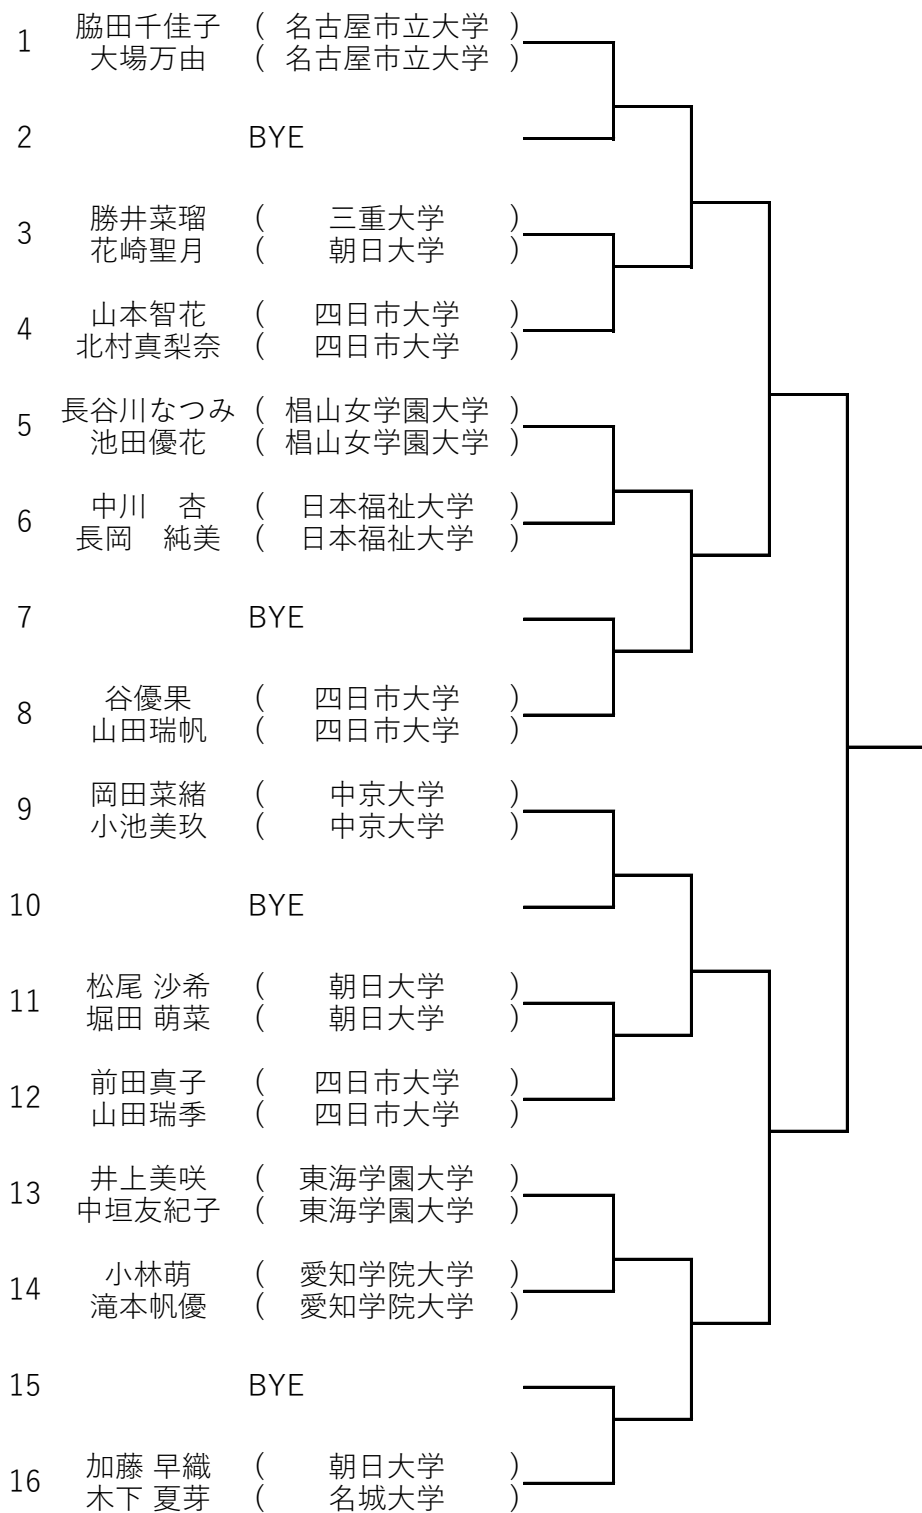 1 脇田千佳子 ( 名古屋市立大学 )
大場万由 ( 名古屋市立大学 )
2 BYE
3 勝井菜瑠 ( 三重大学 )
花崎聖月 ( 朝日大学 )
4 山本智花 ( 四日市大学 )
北村真梨奈 ( 四日市大学 )
5 長谷川なつみ ( 椙山女学園大学 )
池田優花 ( 椙山女学園大学 )
6 中川　杏 ( 日本福祉大学 )
長岡　純美 ( 日本福祉大学 )
7 BYE
8 谷優果 ( 四日市大学 )
山田瑞帆 ( 四日市大学 )
9 岡田菜緒 ( 中京大学 )
小池美玖 ( 中京大学 )
10 BYE
11 松尾 沙希 ( 朝日大学 )
堀田 萌菜 ( 朝日大学 )
12 前田真子 ( 四日市大学 )
山田瑞季 ( 四日市大学 )
13 井上美咲 ( 東海学園大学 )
中垣友紀子 ( 東海学園大学 )
14 小林萌 ( 愛知学院大学 )
滝本帆優 ( 愛知学院大学 )
15 BYE
16 加藤 早織 ( 朝日大学 )
木下 夏芽 ( 名城大学 )